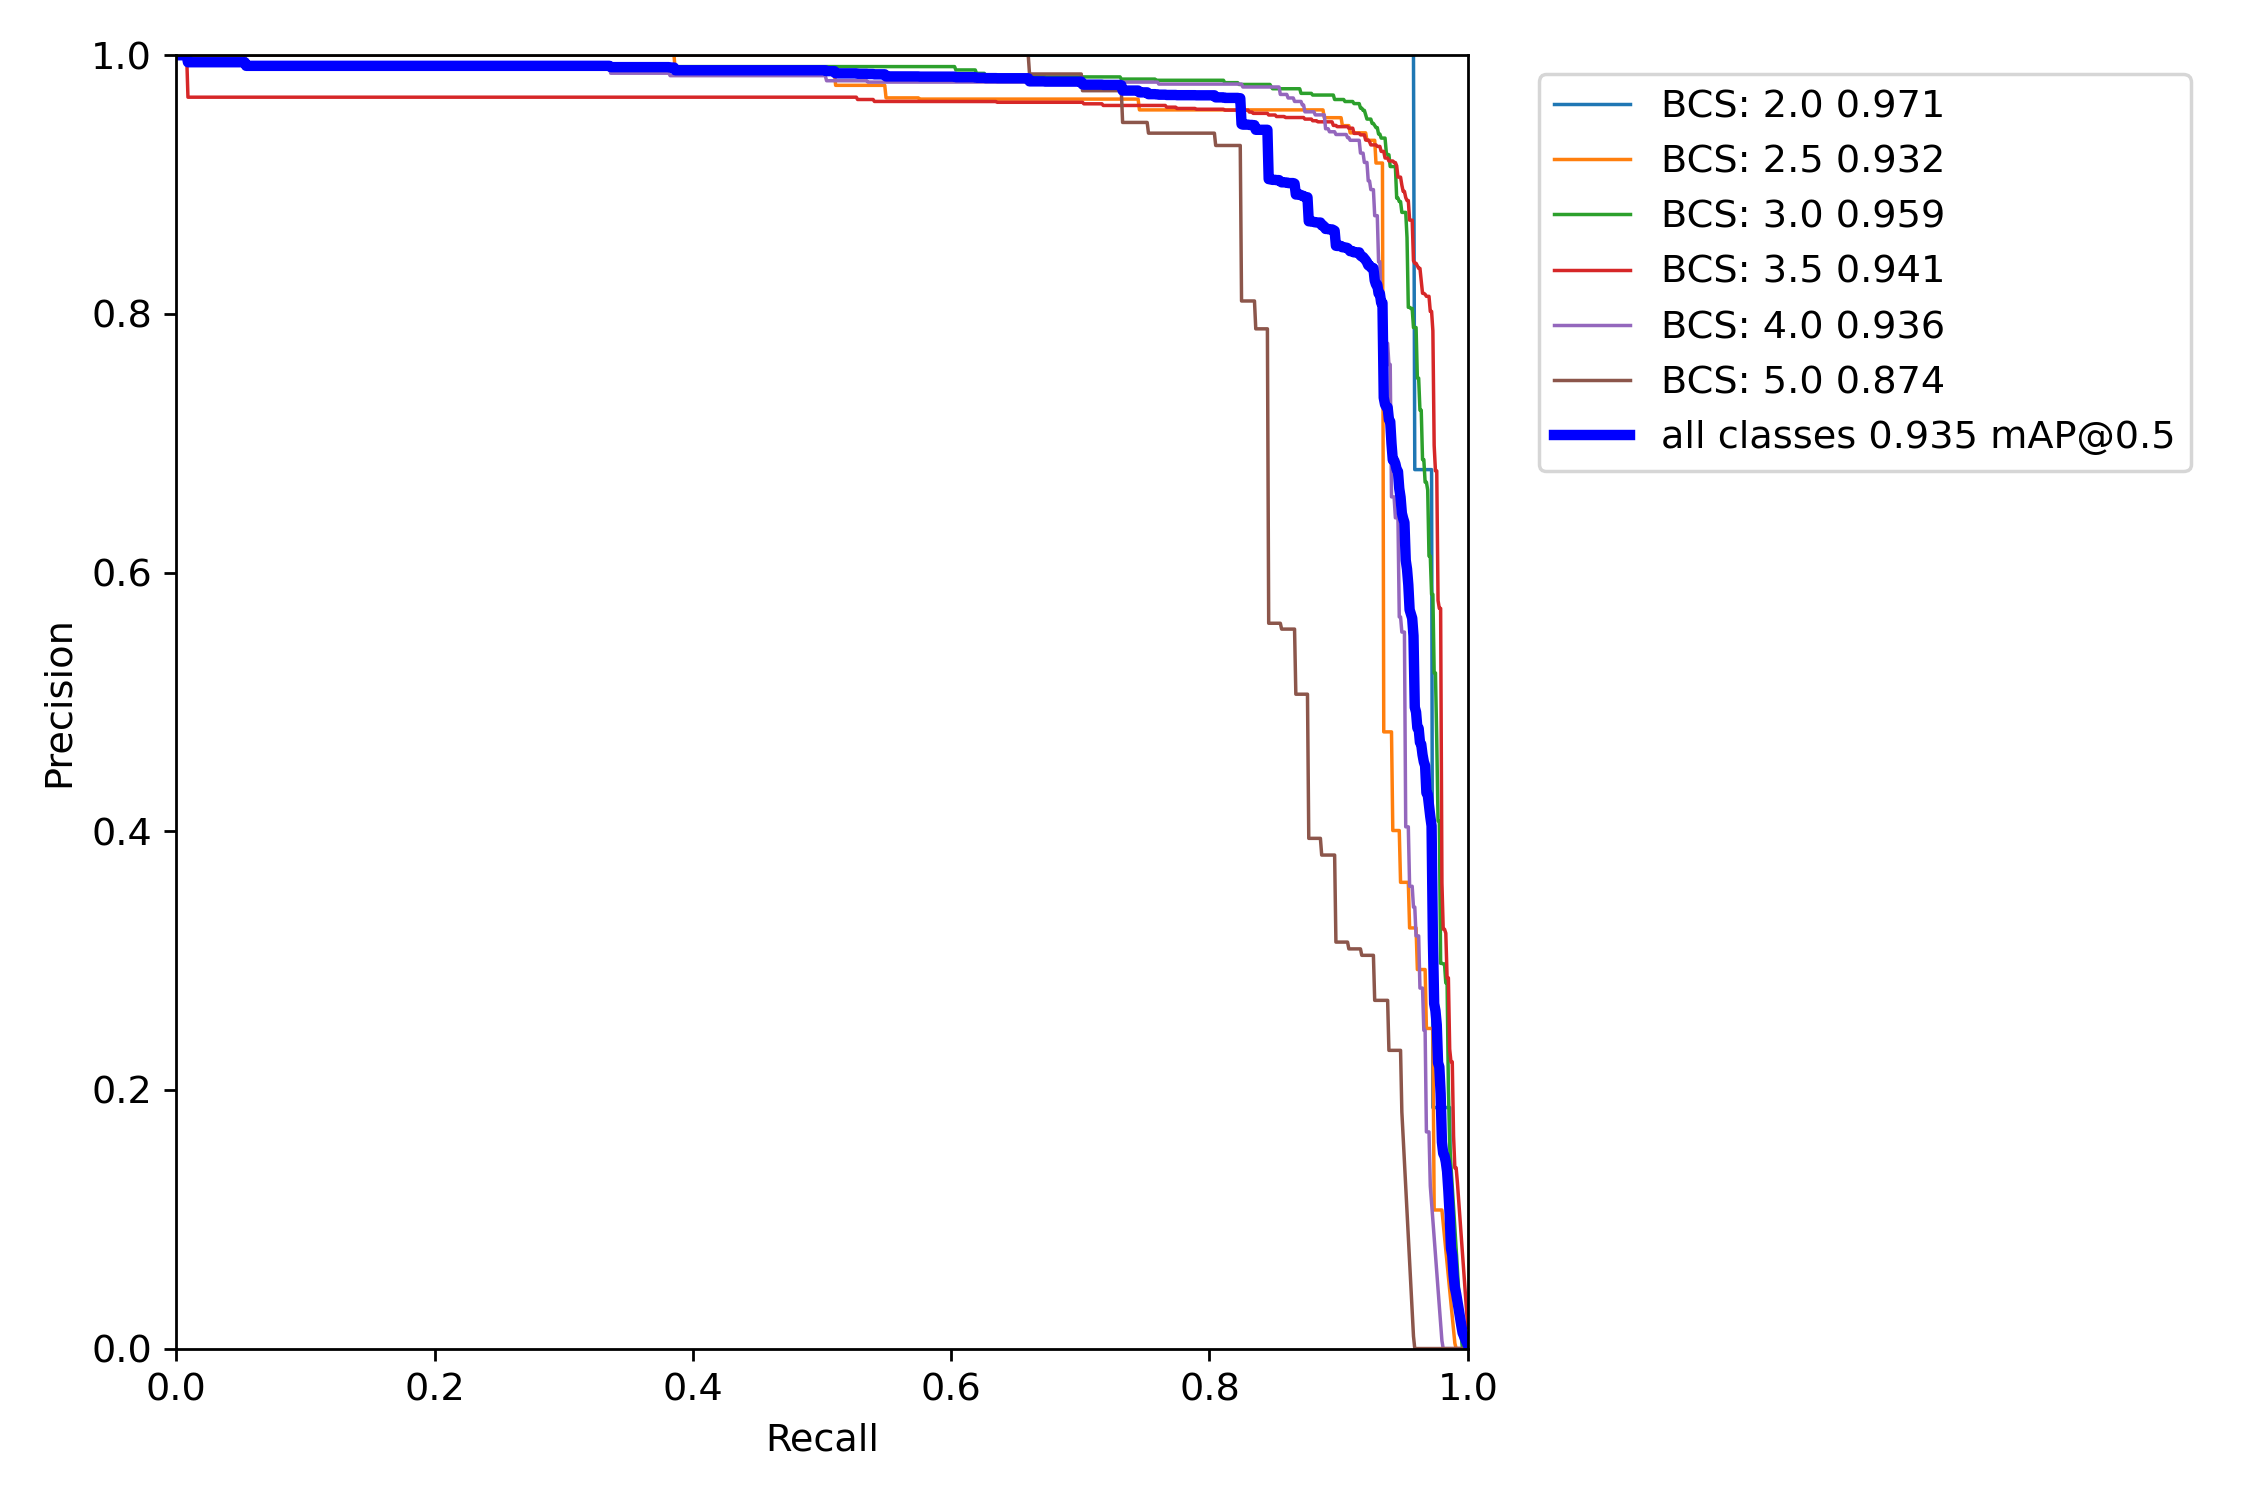 1.0
0.8
0.6
0.4
0.2
0.0
Precision
0.0 0.2 0.4 0.6 0.8 1.0
Recall
BCS: 2.0 0.971
BCS: 2.5 0.932
BCS: 3.0 0.959
BCS: 3.5 0.941
BCS: 4.0 0.936
BCS: 5.0 0.874
all classes 0.935 mAP@0.5